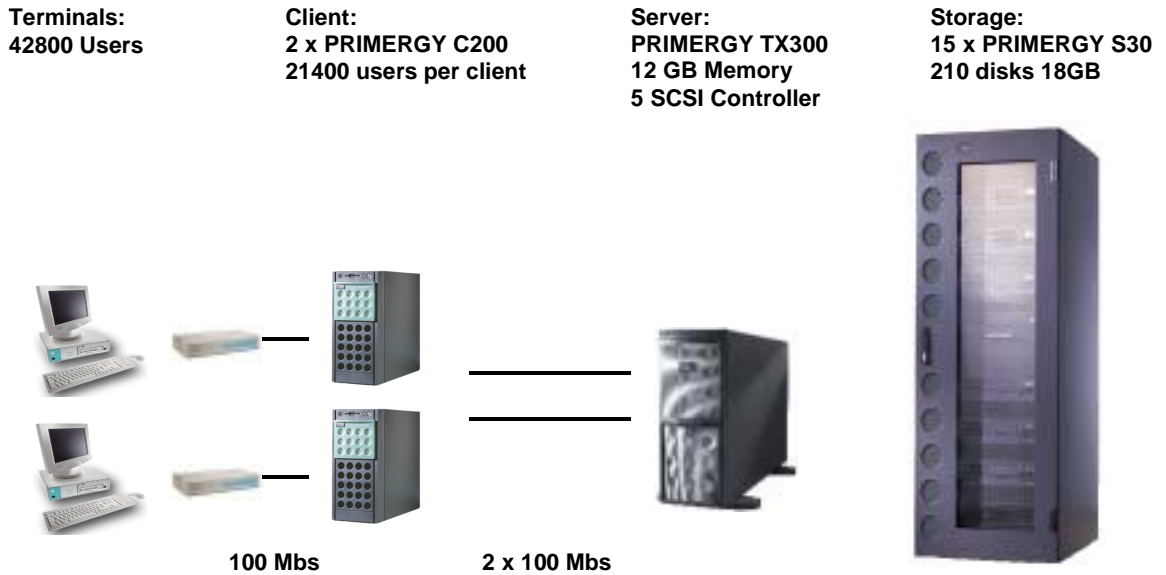 Terminals:
42800 Users
Client:
2 x PRIMERGY C200
21400 users per client
Server:
PRIMERGY TX300
12 GB Memory
5 SCSI Controller
Storage:
15 x PRIMERGY S30
210 disks 18GB
100 Mbs
2 x 100 Mbs